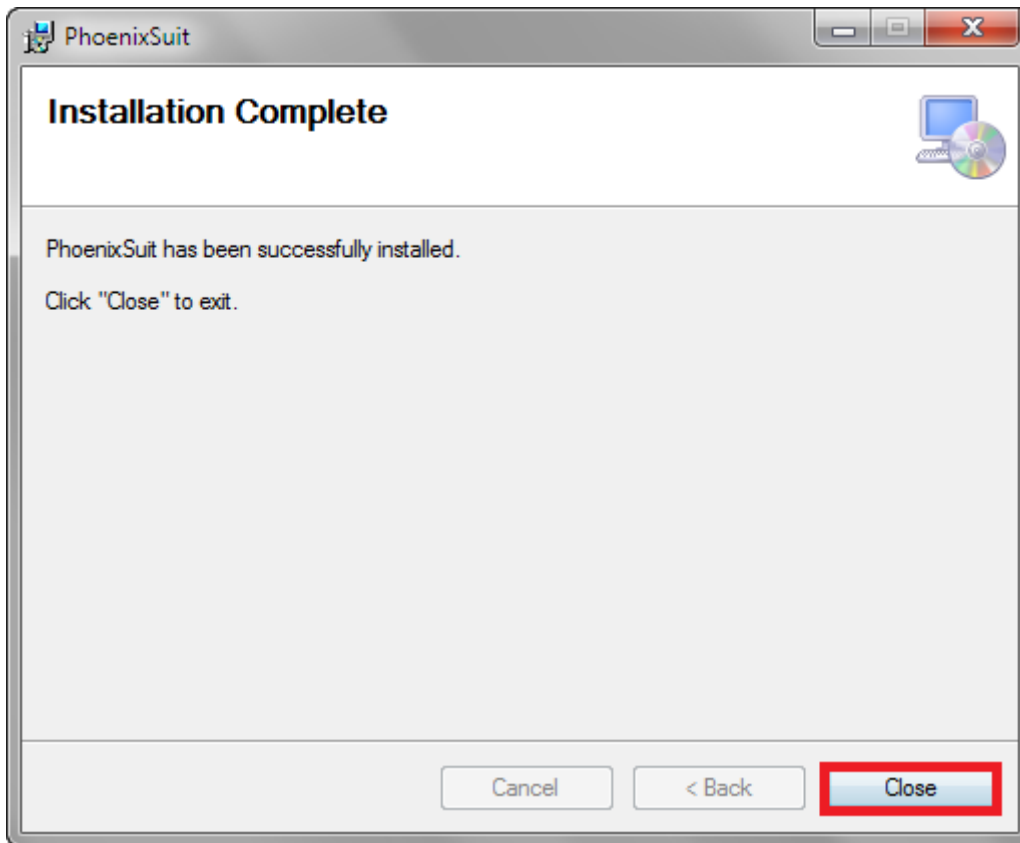 PhoenixSuit
Installation Complete
PhoenixSuit has been successfully installed.
Click "Close" to exit.
Cancel
< Back
Close